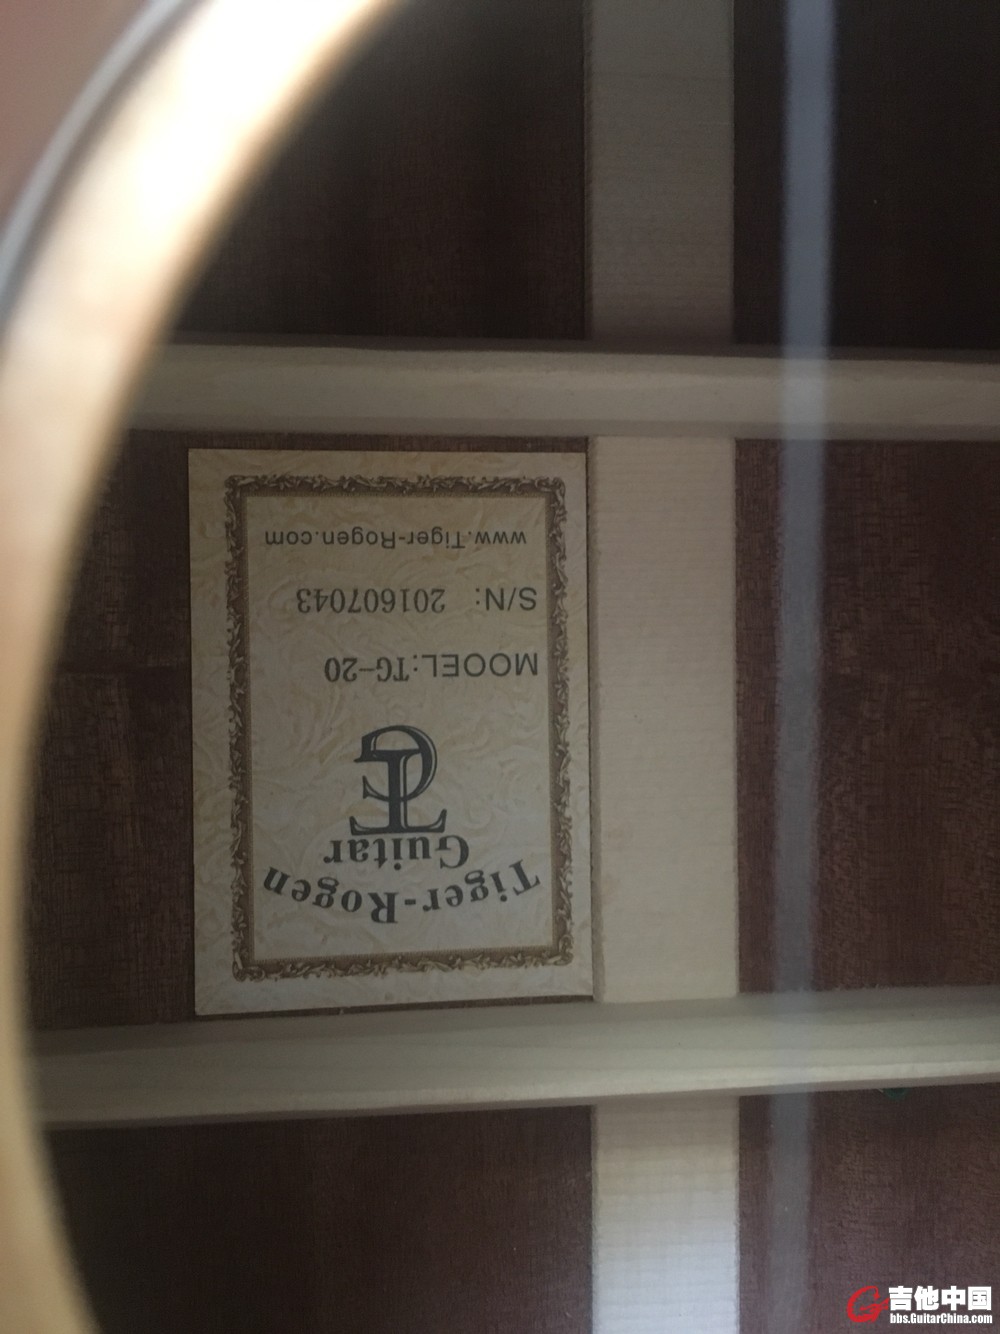 Tiger-Rogen
Guitar
TG
MOOEL:TG-20
S/N: 201607043
www.Tiger-Rogen.com
吉他中国
bbs.GuitarChina.com